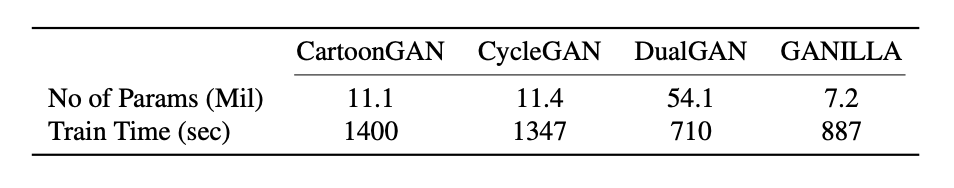 CartoonGAN CycleGAN DualGAN GANILLA
No of Params (Mil) 11.1 11.4 54.1 7.2
Train Time (sec) 1400 1347 710 887